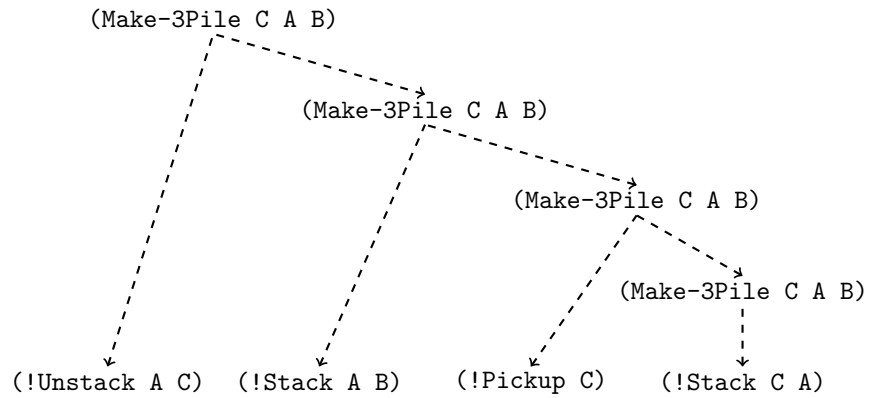 (Make-3Pile C A B)
(Make-3Pile C A B)
(Make-3Pile C A B)
(Make-3Pile C A B)
(!Unstack A C) (!Stack A B) (!Pickup C) (!Stack C A)